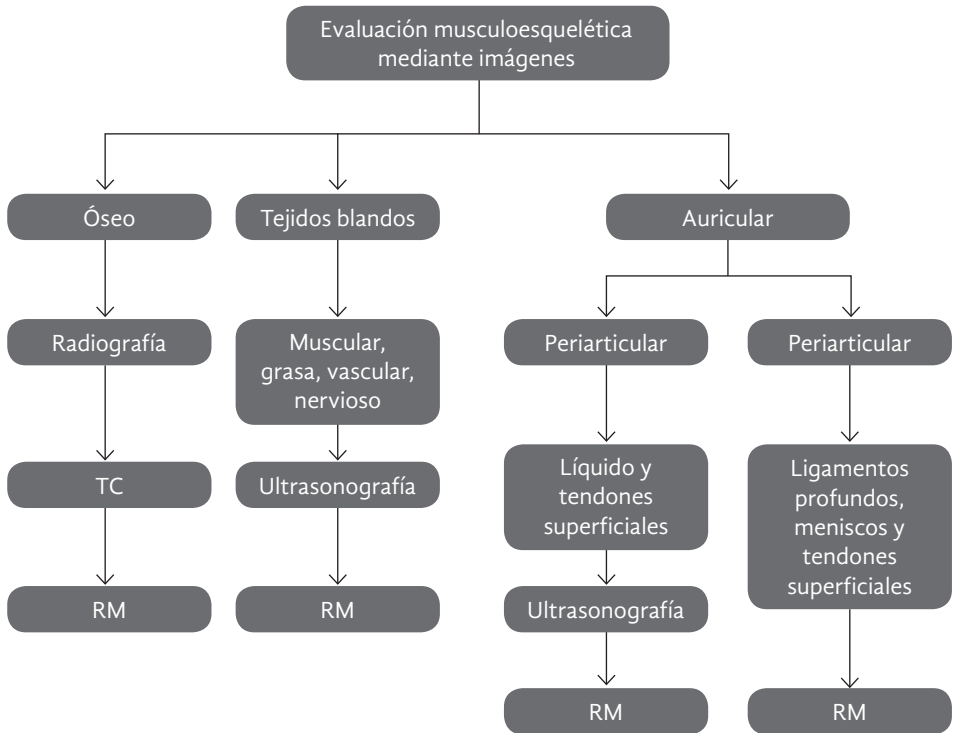 Evaluación musculoesquelética
mediante imágenes
Óseo
Tejidos blandos
Auricular
Radiografía
Muscular,
grasa, vascular,
nervioso
Periarticular
Periarticular
TC
Ultrasonografía
Líquido y
tendones
superficiales
Ligamentos
profundos,
meniscos y
tendones
superficiales
RM
RM
Ultrasonografía
RM
RM